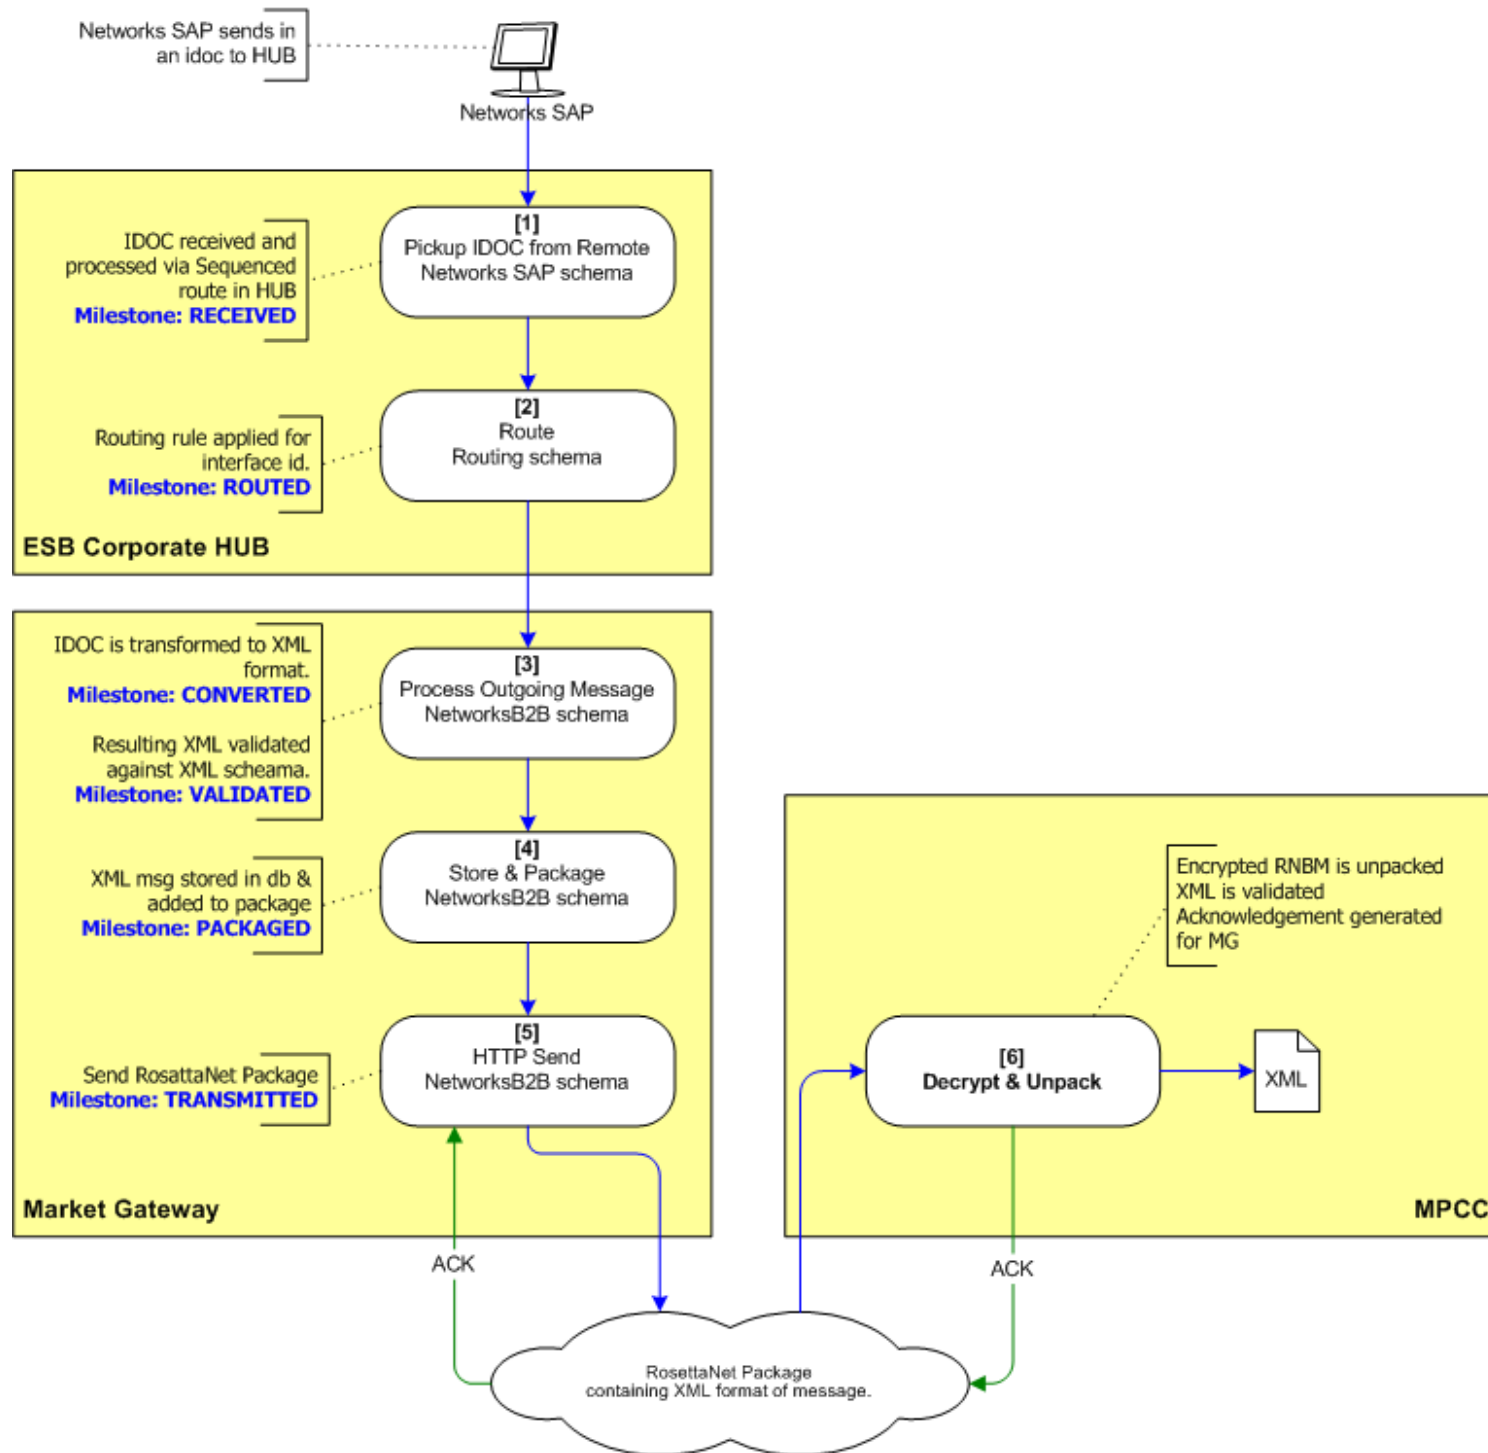 Networks SAP sends in
an idoc to HUB
Networks SAP
[1]
Pickup IDOC from Remote
Networks SAP schema
IDOC received and
processed via Sequenced
route in HUB
Milestone: RECEIVED
[2]
Route
Routing schema
Routing rule applied for
interface id.
Milestone: ROUTED
ESB Corporate HUB
IDOC is transformed to XML
format.
Milestone: CONVERTED
Resulting XML validated
against XML scheama.
Milestone: VALIDATED
[3]
Process Outgoing Message
NetworksB2B schema
[4]
Store & Package
NetworksB2B schema
XML msg stored in db &
added to package
Milestone: PACKAGED
[5]
HTTP Send
NetworksB2B schema
Send RosattaNet Package
Milestone: TRANSMITTED
Market Gateway
Encrypted RNBM is unpacked
XML is validated
Acknowledgement generated
for MG
[6]
Decrypt & Unpack
XML
MPCC
ACK
ACK
RosettaNet Package
containing XML format of message.